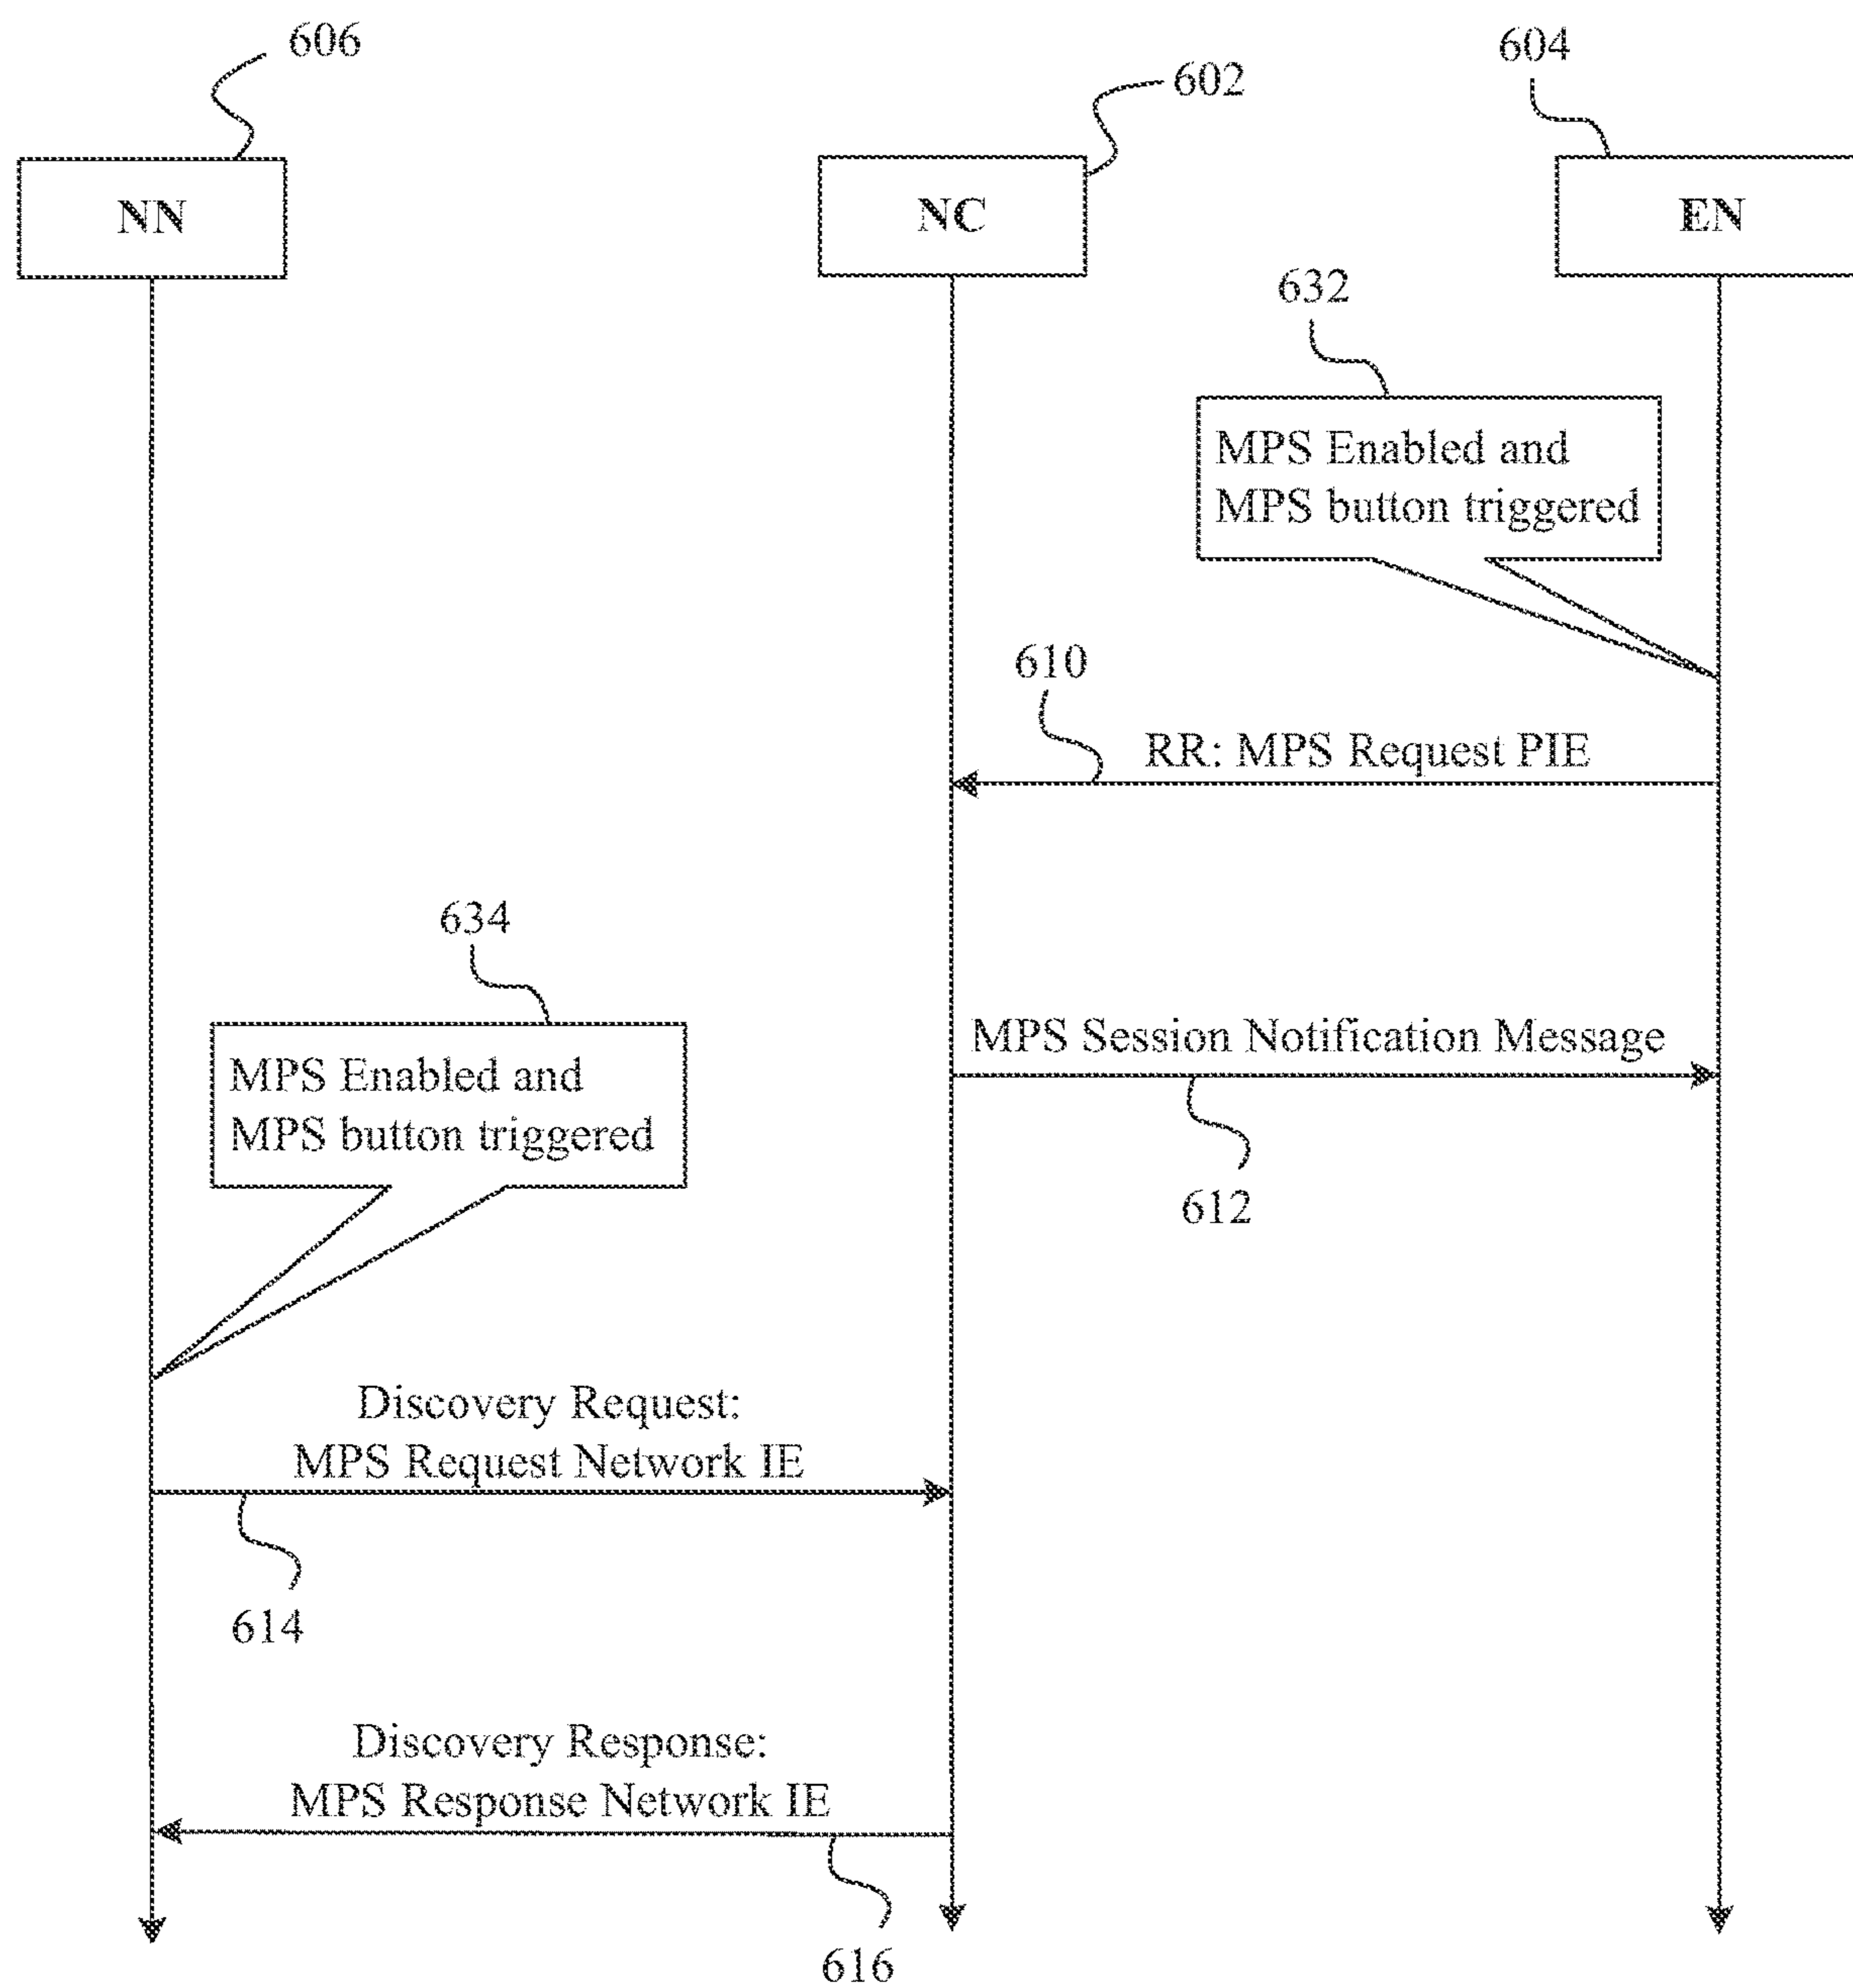 606
602
604
NN
NC
EN
632
MPS Enabled and
MPS button triggered
610
RR: MPS Request PIE
634
MPS Enabled and
MPS button triggered
MPS Session Notification Message
612
Discovery Request:
MPS Request Network IE
614
Discovery Response:
MPS Response Network IE
616